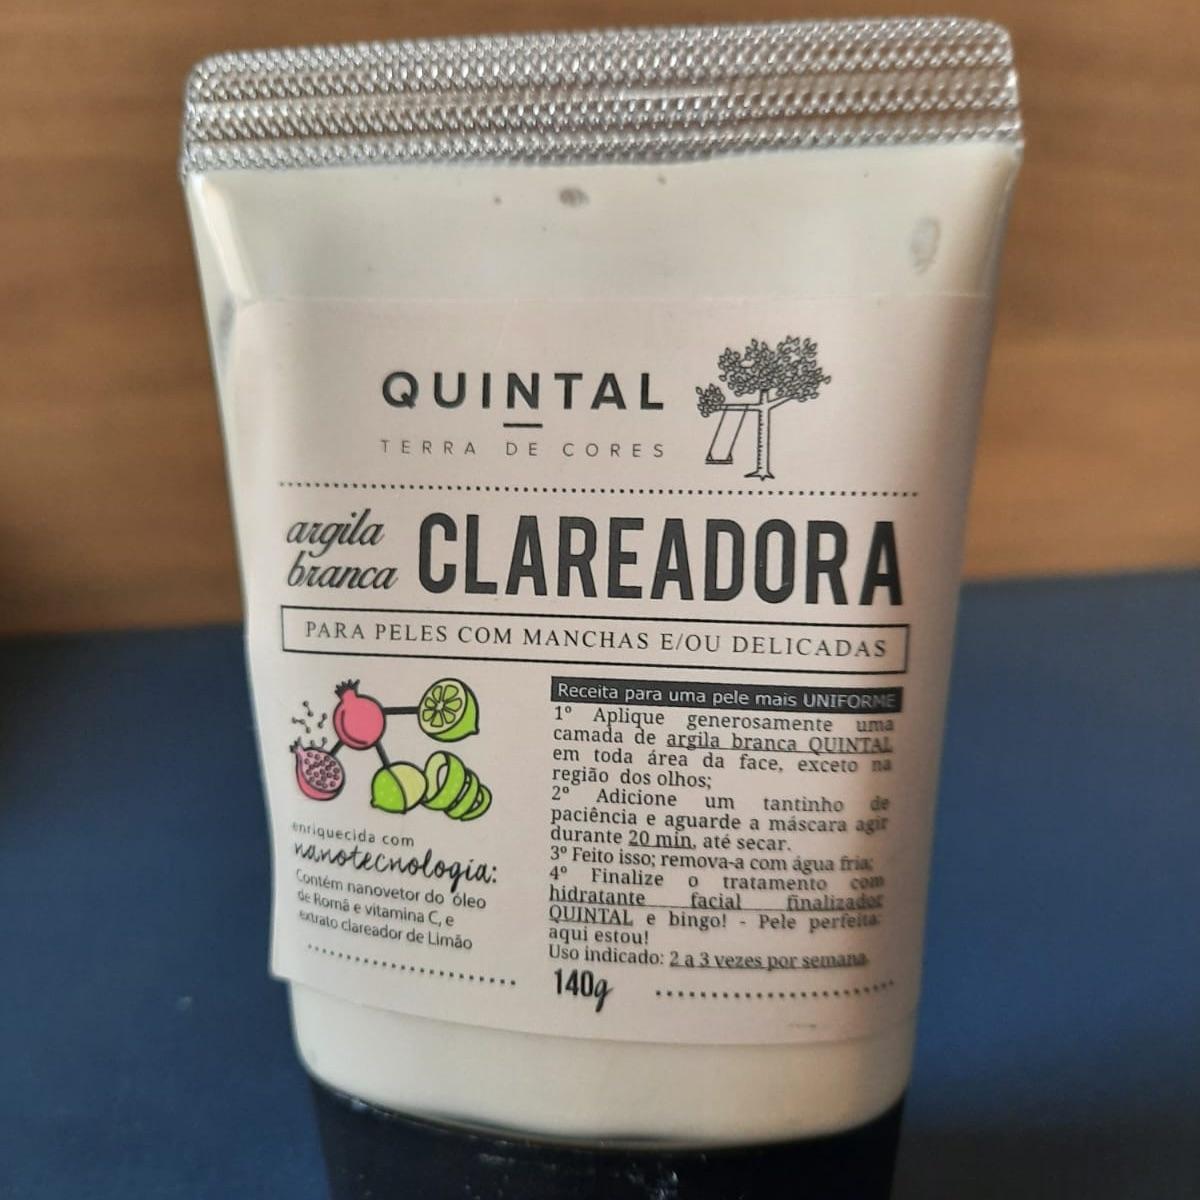 QUINTAL
TERRA DE CORES
argila
branca
CLAREADORA
PARA PELES COM MANCHAS E/OU DELICADAS
enriquecida com
nanotecnologia:
Contém nanovetor do óleo
de Romã e vitamina C, e
extrato clareador de Limão
Receita para uma pele mais UNIFORME
1º Aplique generosamente uma
camada de argila branca QUINTAL
em toda área da face, exceto na
região dos olhos;
2º Adicione um tantinho de
paciência e aguarde a máscara agir
durante 20 min, até secar.
3º Feito isso; remova-a com água fria;
4º Finalize o tratamento com
hidratante facial finalizador
QUINTAL e bingo! - Pele perfeita:
aqui estou!
Uso indicado: 2 a 3 vezes por semana
140g